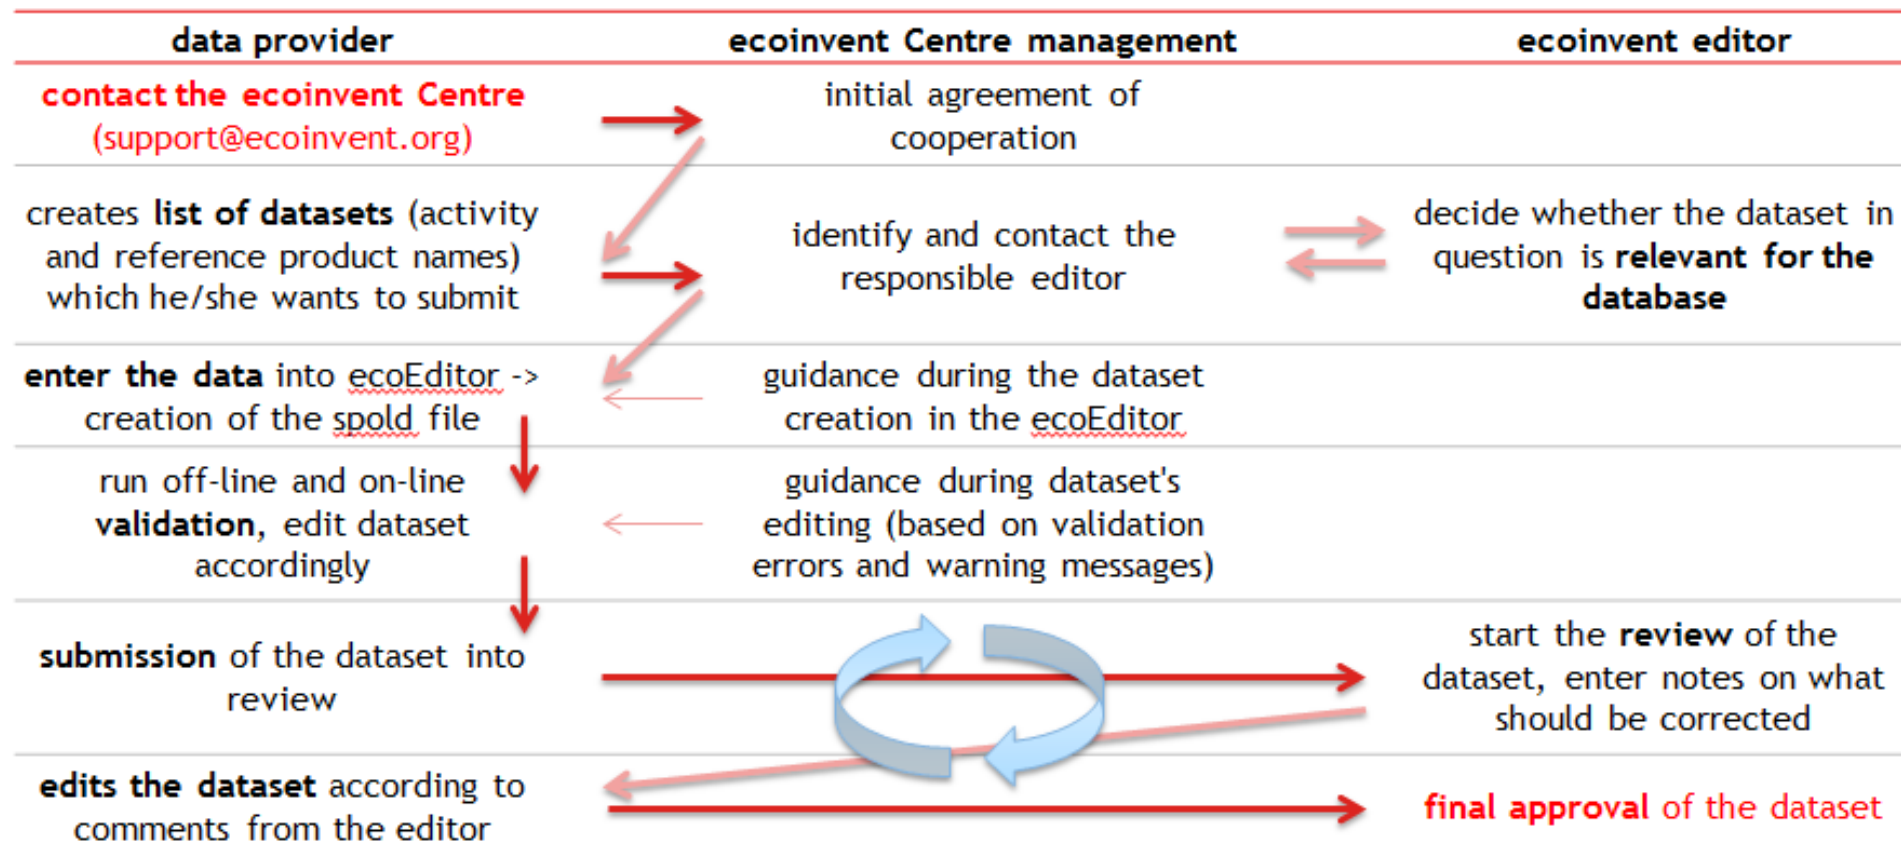 data provider
ecoinvent Centre management
ecoinvent editor
contact the ecoinvent Centre
(support@ecoinvent.org)
initial agreement of
cooperation
creates list of datasets (activity
and reference product names)
which he/she wants to submit
identify and contact the
responsible editor
decide whether the dataset in
question is relevant for the
database
enter the data into ecoEditor ->
creation of the spold file
guidance during the dataset
creation in the ecoEditor
run off-line and on-line
validation, edit dataset
accordingly
guidance during dataset's
editing (based on validation
errors and warning messages)
submission of the dataset into
review
start the review of the
dataset, enter notes on what
should be corrected
edits the dataset according to
comments from the editor
final approval of the dataset